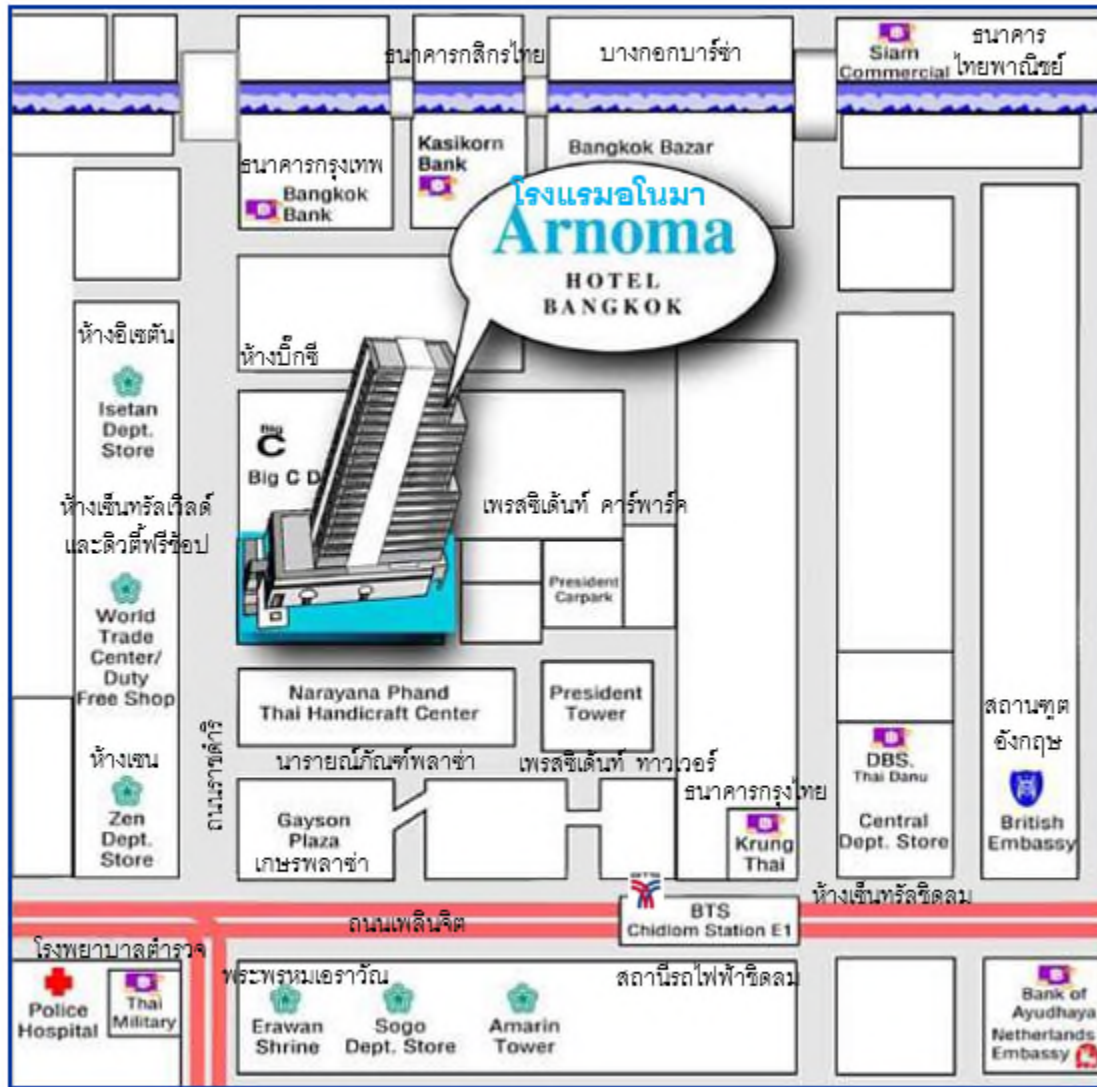 ธนาคารกสิกรไทย
บางกอกบาร์ซ่า
Siam
Commercial
ธนาคาร
ไทยพาณิชย์
ธนาคารกรุงเทพ
Bangkok
Bank
Kasikorn
Bank
Bangkok Bazar
โรงแรมอโนมา
Arnoma
HOTEL
BANGKOK
ห้างอิเซตัน
Isetan
Dept.
Store
ห้างบิ๊กซี
Big
C
Big C D
ห้างเซ็นทรัลเวิลด์
และดิวตี้ฟรีช้อป
World
Trade
Center/
Duty
Free Shop
เพรสซิเด้นท์ คาร์พาร์ค
President
Carpark
Narayana Phand
Thai Handicraft Center
President
Tower
นารายณ์ภัณฑ์พลาซ่า
เพรสซิเด้นท์ ทาวเวอร์
ห้างเซน
Zen
Dept.
Store
ถนนราชดำริ
Gayson
Plaza
เกษรพลาซ่า
ธนาคารกรุงไทย
Krung
Thai
DBS.
Thai Danu
Central
Dept. Store
ห้างเซ็นทรัลชิดลม
สถานฑูต
อังกฤษ
British
Embassy
ถนนเพลินจิต
BTS
BTS
Chidlom Station E1
โรงพยาบาลตำรวจ
Police
Hospital
Thai
Military
พระพรหมเอราวัณ
Erawan
Shrine
Sogo
Dept. Store
Amarin
Tower
สถานีรถไฟฟ้าชิดลม
Bank of
Ayudhaya
Netherlands
Embassy